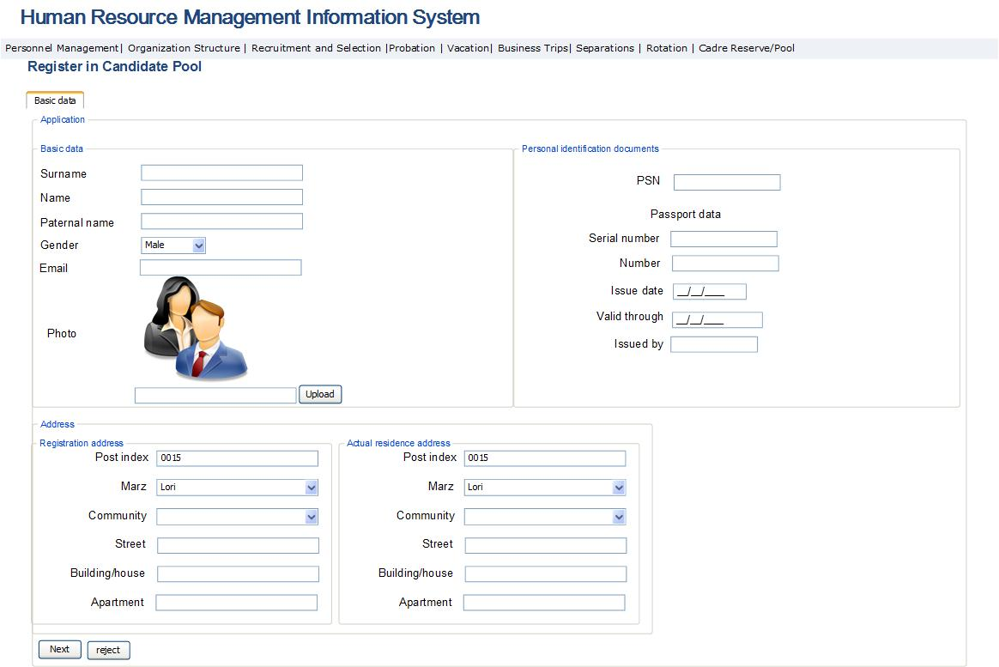 Human Resource Management Information System
Personnel Management| Organization Structure | Recruitment and Selection |Probation | Vacation| Business Trips| Separations | Rotation | Cadre Reserve/Pool
Register in Candidate Pool
Basic data
Application
Basic data
Surname
Name
Paternal name
Gender Male
Email
Photo
Upload
Personal identification documents
PSN
Passport data
Serial number
Number
Issue date __/__/____
Valid through __/__/____
Issued by
Address
Registration address
Post index 0015
Marz Lori
Community
Street
Building/house
Apartment
Actual residence address
Post index 0015
Marz Lori
Community
Street
Building/house
Apartment
Next reject